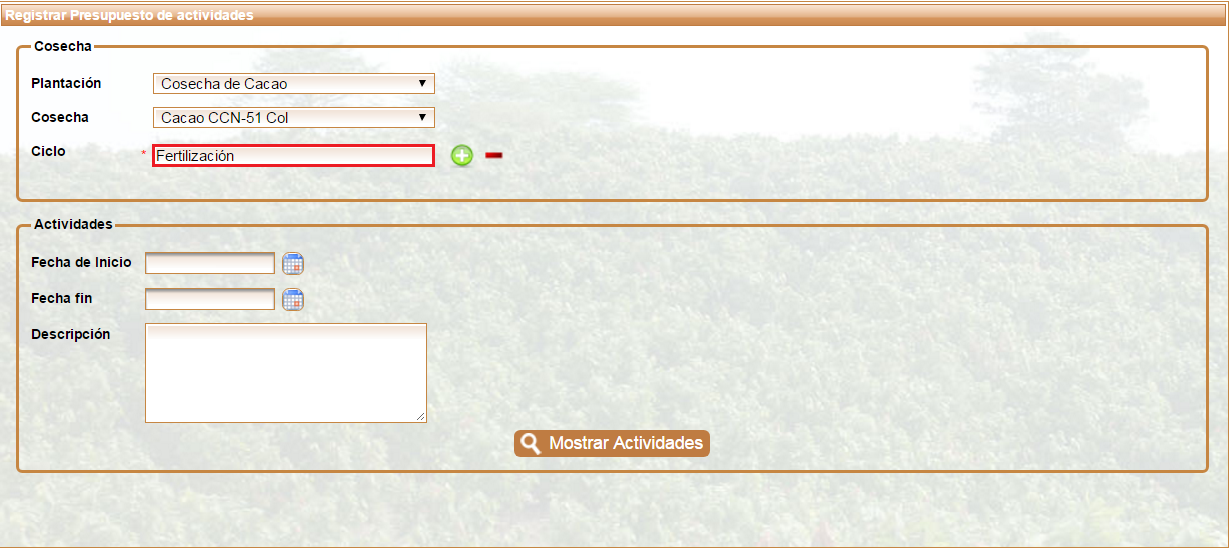 Registrar Presupuesto de actividades
Cosecha
Plantación Cosecha de Cacao
Cosecha Cacao CCN-51 Col
Ciclo * Fertilización
Actividades
Fecha de Inicio
Fecha fin
Descripción
Mostrar Actividades